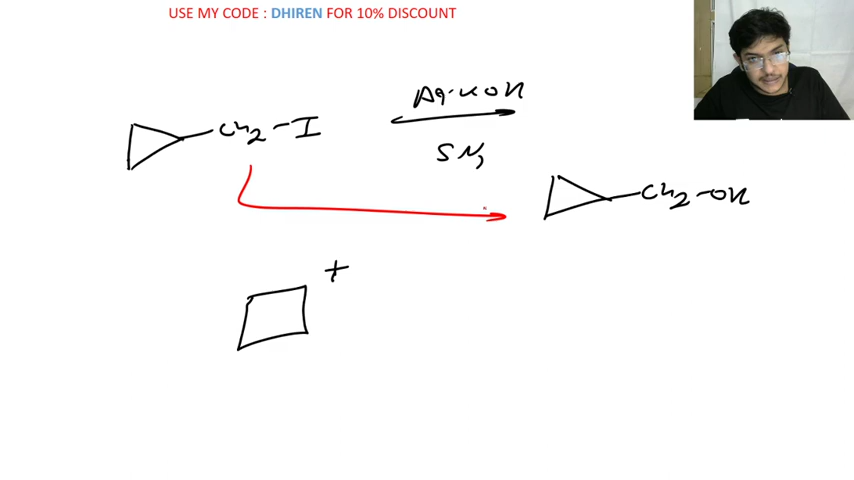 USE MY CODE : DHIREN FOR 10% DISCOUNT
Aq. KOH
CH2-I
SN1
CH2-OH
+